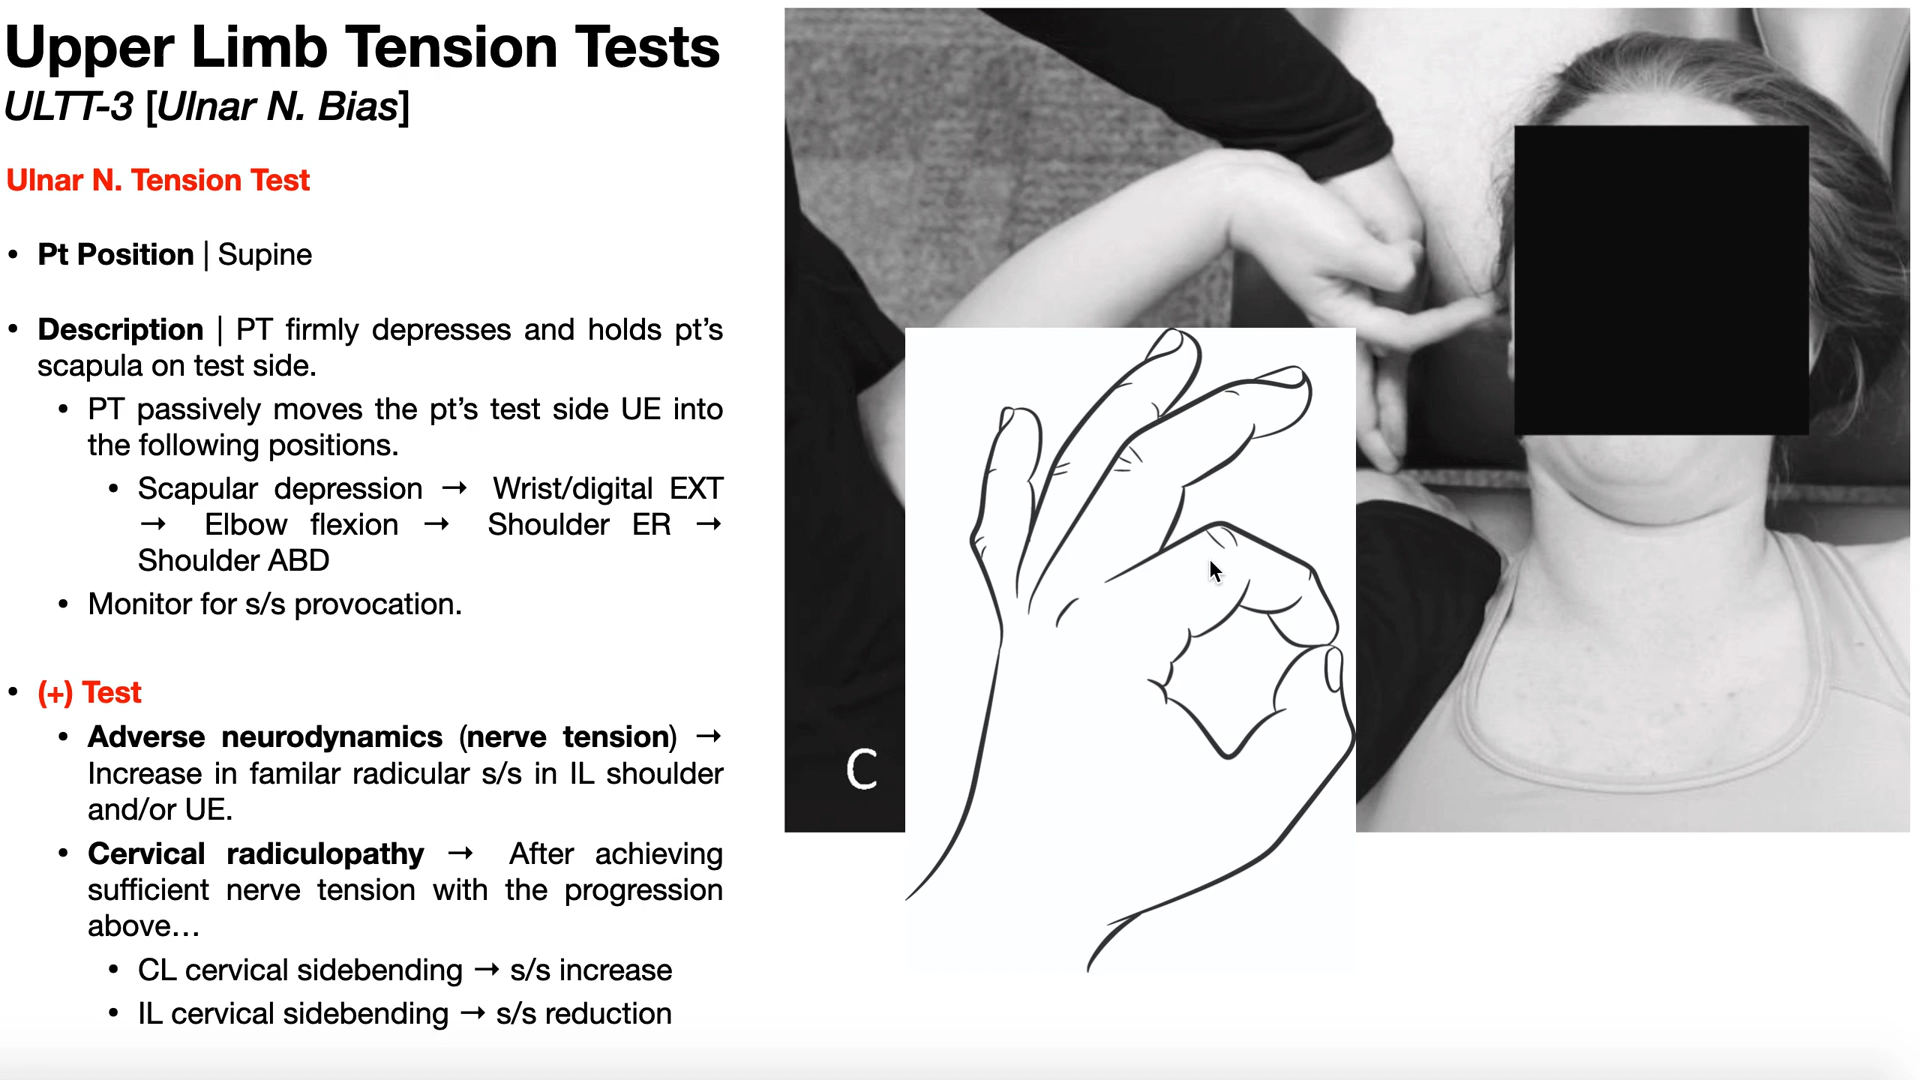 Upper Limb Tension Tests
ULTT-3 [Ulnar N. Bias]
Ulnar N. Tension Test
• Pt Position | Supine
• Description | PT firmly depresses and holds pt’s
scapula on test side.
• PT passively moves the pt’s test side UE into
the following positions.
• Scapular depression → Wrist/digital EXT
→ Elbow flexion → Shoulder ER →
Shoulder ABD
• Monitor for s/s provocation.
• (+) Test
• Adverse neurodynamics (nerve tension) →
Increase in familar radicular s/s in IL shoulder
and/or UE.
• Cervical radiculopathy → After achieving
sufficient nerve tension with the progression
above…
• CL cervical sidebending → s/s increase
• IL cervical sidebending → s/s reduction
C